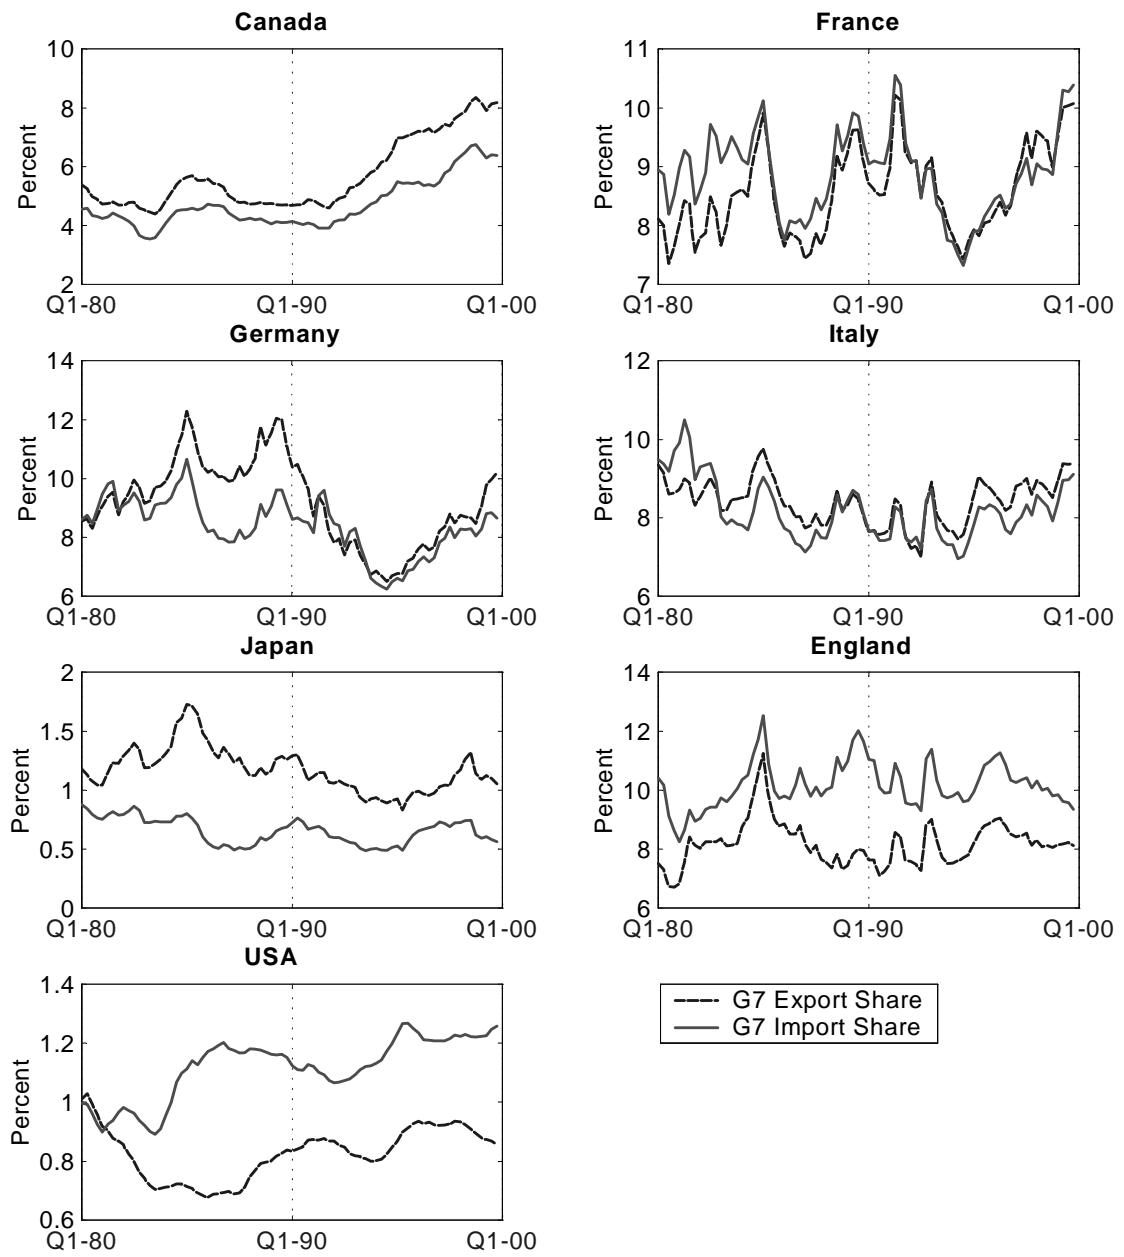 Canada
10
8
6
4
2
Percent
Q1-80
Q1-90
Q1-00
France
11
10
9
8
7
Percent
Q1-80
Q1-90
Q1-00
Germany
14
12
10
8
6
Percent
Q1-80
Q1-90
Q1-00
Italy
12
10
8
6
Percent
Q1-80
Q1-90
Q1-00
Japan
2
1.5
1
0.5
0
Percent
Q1-80
Q1-90
Q1-00
England
14
12
10
8
6
Percent
Q1-80
Q1-90
Q1-00
USA
1.4
1.2
1
0.8
0.6
Percent
Q1-80
Q1-90
Q1-00
G7 Export Share
G7 Import Share